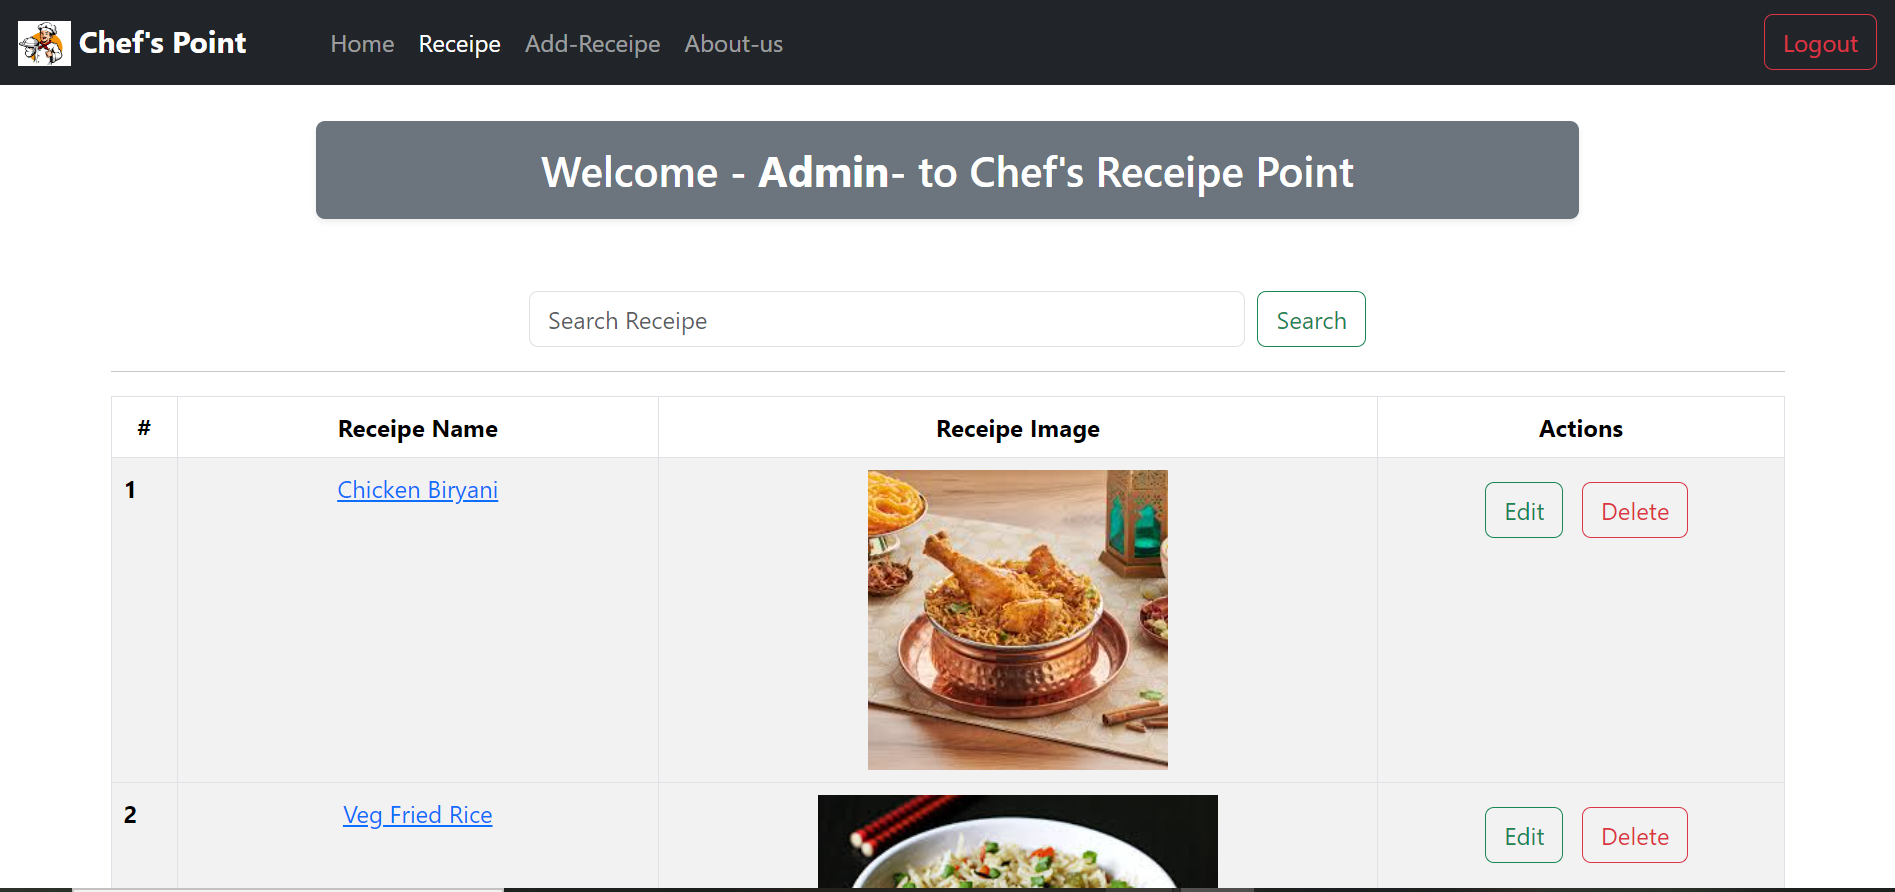 Chef's Point Home Receipe Add-Receipe About-us Logout
Welcome - Admin- to Chef's Receipe Point
Search Receipe Search
# Receipe Name Receipe Image Actions
1 Chicken Biryani Edit Delete
2 Veg Fried Rice Edit Delete